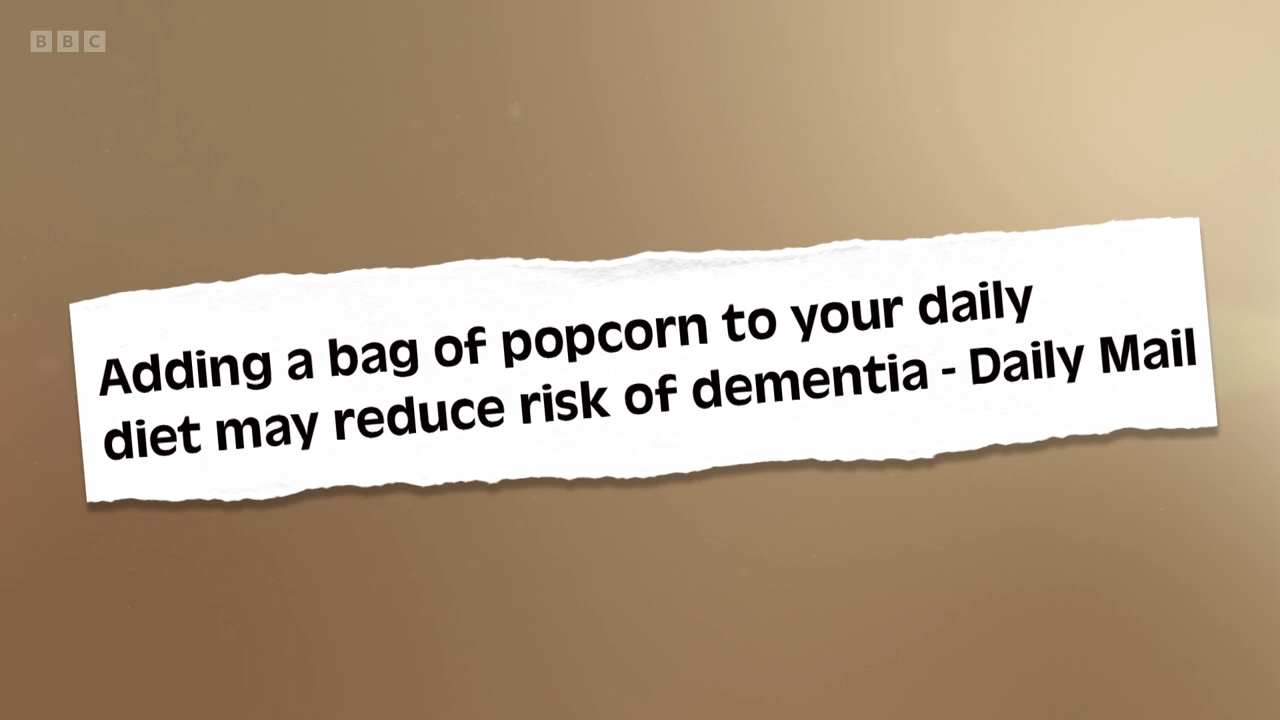 BBC
Adding a bag of popcorn to your daily
diet may reduce risk of dementia - Daily Mail